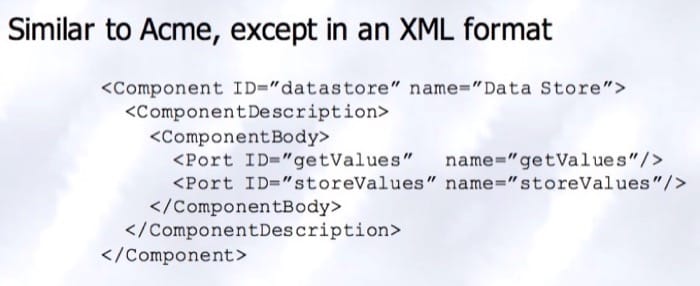 Similar to Acme, except in an XML format
<Component ID="datastore" name="Data Store">
<ComponentDescription>
<ComponentBody>
<Port ID="getValues" name="getValues"/>
<Port ID="storeValues" name="storeValues"/>
</ComponentBody>
</ComponentDescription>
</Component>